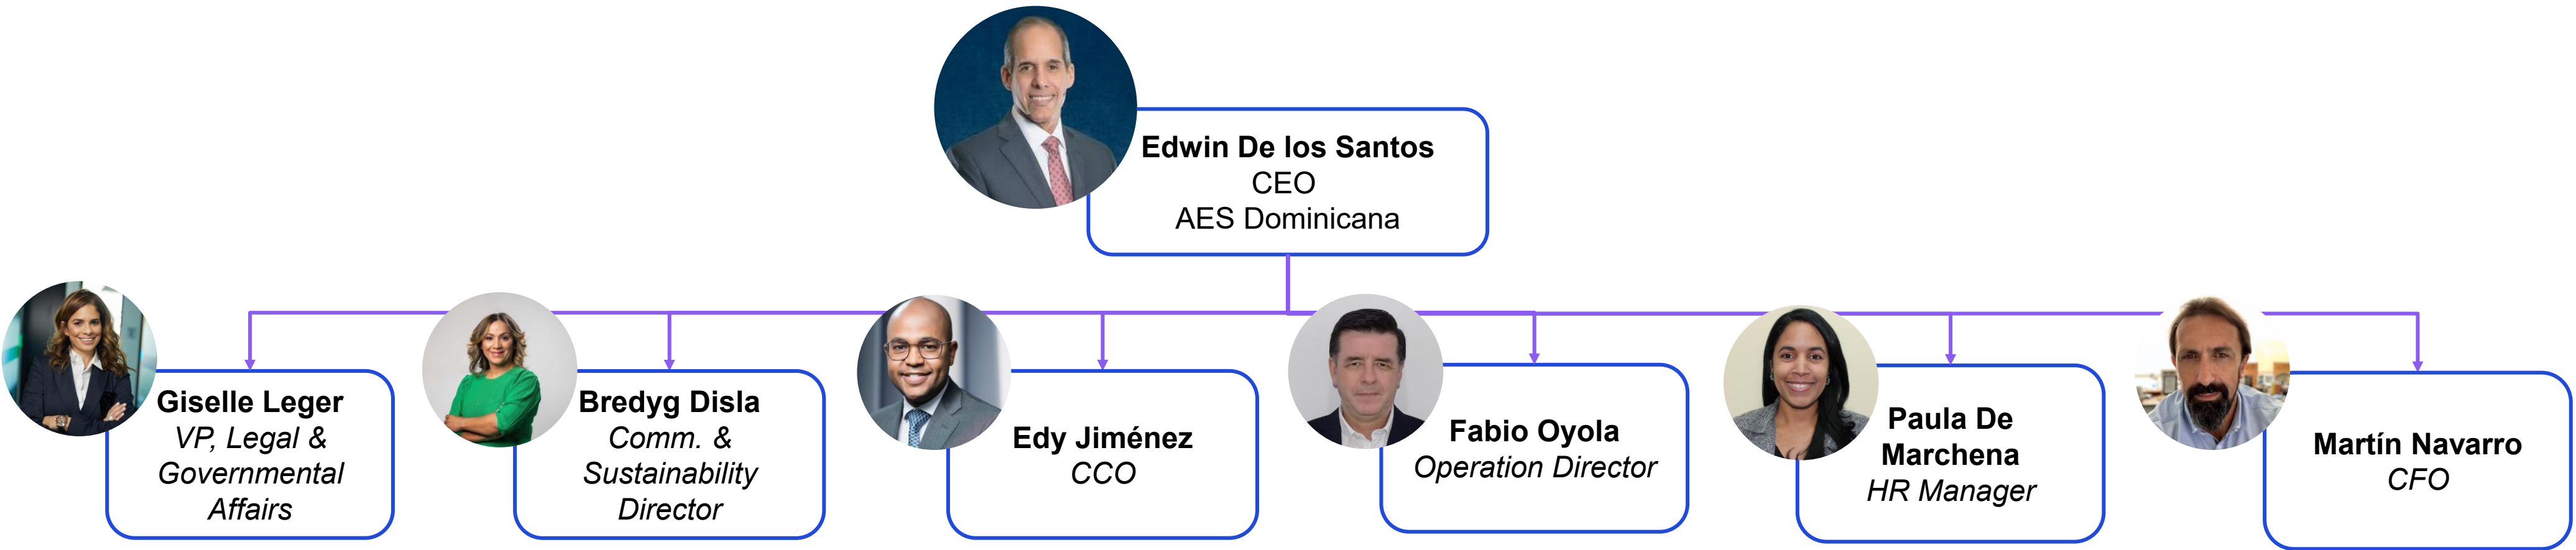 Edwin De los Santos
CEO
AES Dominicana
Giselle Leger
VP, Legal &
Governmental
Affairs
Bredyg Disla
Comm. &
Sustainability
Director
Edy Jiménez
CCO
Fabio Oyola
Operation Director
Paula De
Marchena
HR Manager
Martín Navarro
CFO